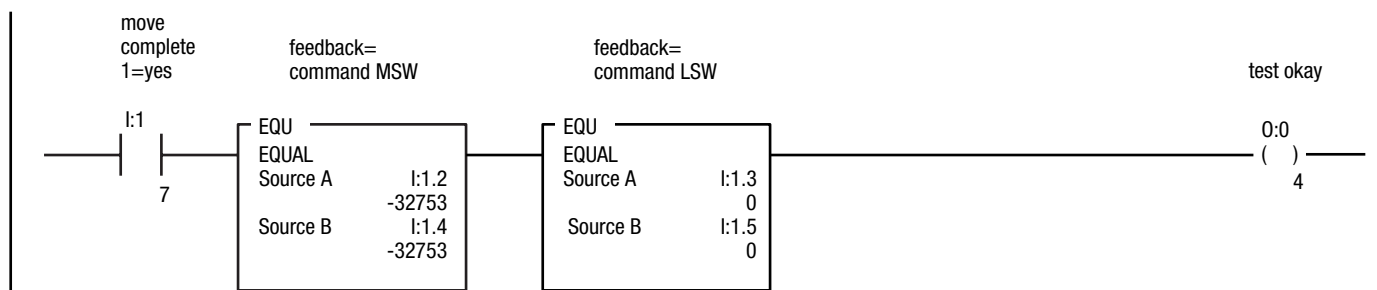 move
complete
1=yes
feedback=
command MSW
feedback=
command LSW
test okay
I:1
7
EQU
EQUAL
Source A I:1.2
-32753
Source B I:1.4
-32753
EQU
EQUAL
Source A I:1.3
0
Source B I:1.5
0
0:0
( )
4